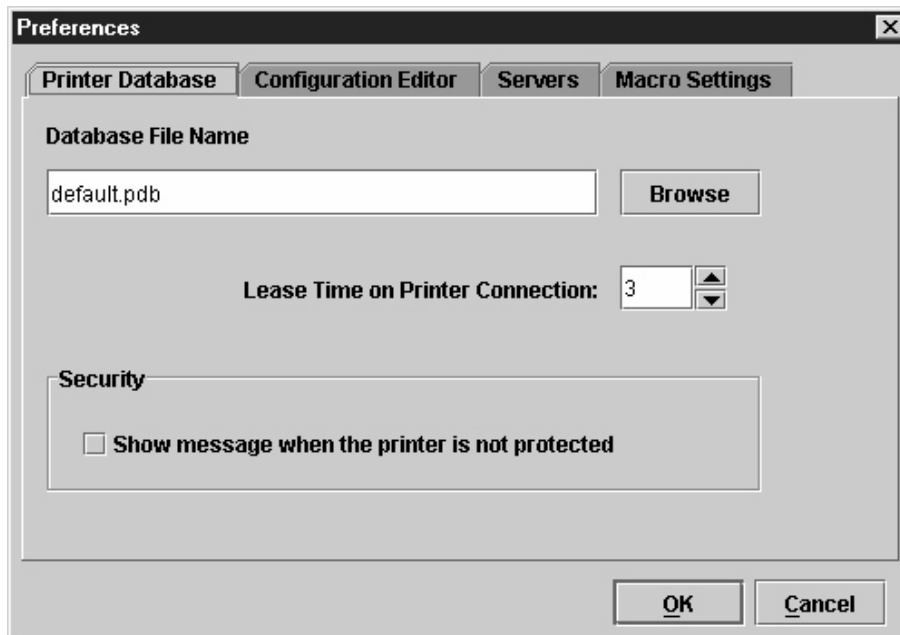 Preferences
Printer Database Configuration Editor Servers Macro Settings
Database File Name
default.pdb Browse
Lease Time on Printer Connection: 3
Security
Show message when the printer is not protected
OK Cancel